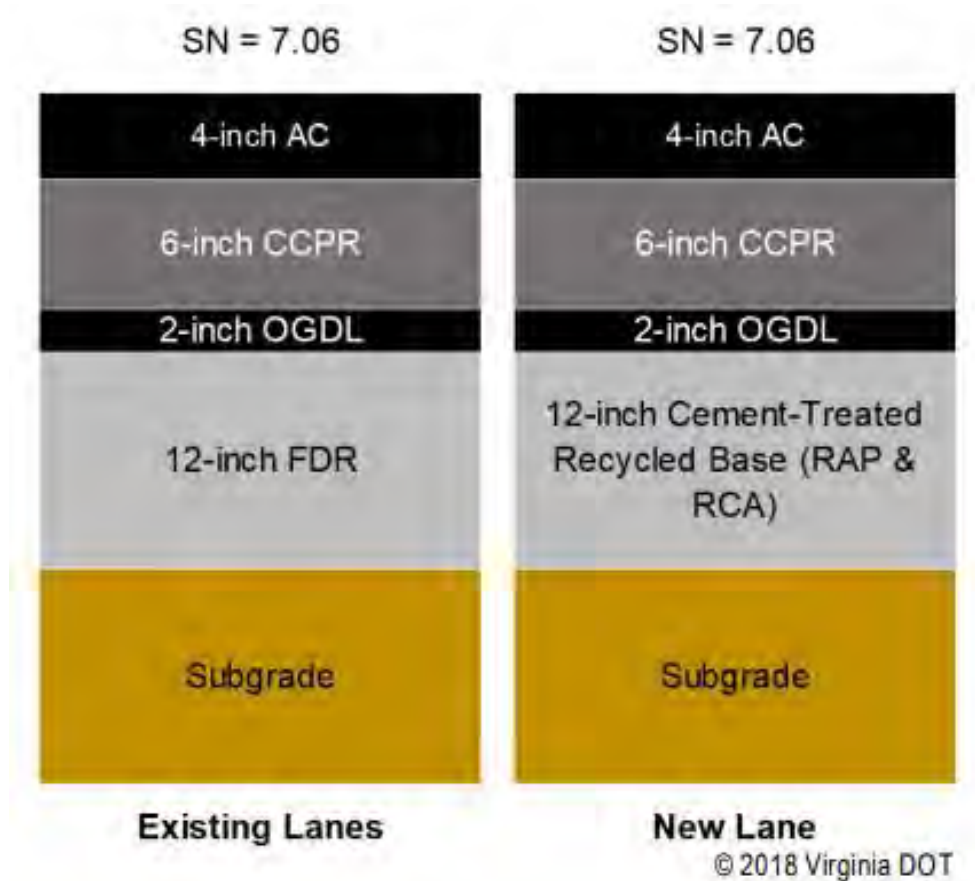 SN = 7.06
4-inch AC
6-inch CCPR
2-inch OGDL
12-inch FDR
Subgrade
Existing Lanes
SN = 7.06
4-inch AC
6-inch CCPR
2-inch OGDL
12-inch Cement-Treated
Recycled Base (RAP &
RCA)
Subgrade
New Lane
© 2018 Virginia DOT